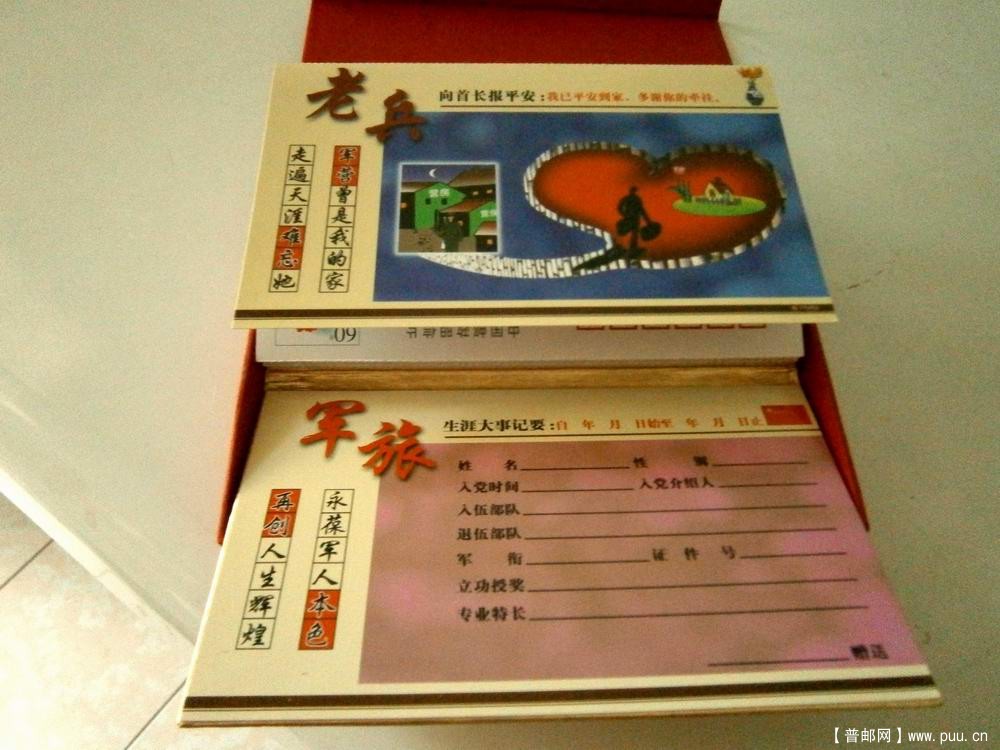 老兵
向首长报平安：我已平安到家、多谢你的牵挂。
军营曾是我的家
走遍天涯难忘她
营房
营房
09
军旅
生涯大事记要：自 年 月 日始至 年 月 日止
永葆军人本色
再创人生辉煌
姓 名 性 别
入党时间 入党介绍人
入伍部队
退伍部队
军 衔 证 件 号
立功授奖
专业特长
赠送
【普邮网】www.puu.cn